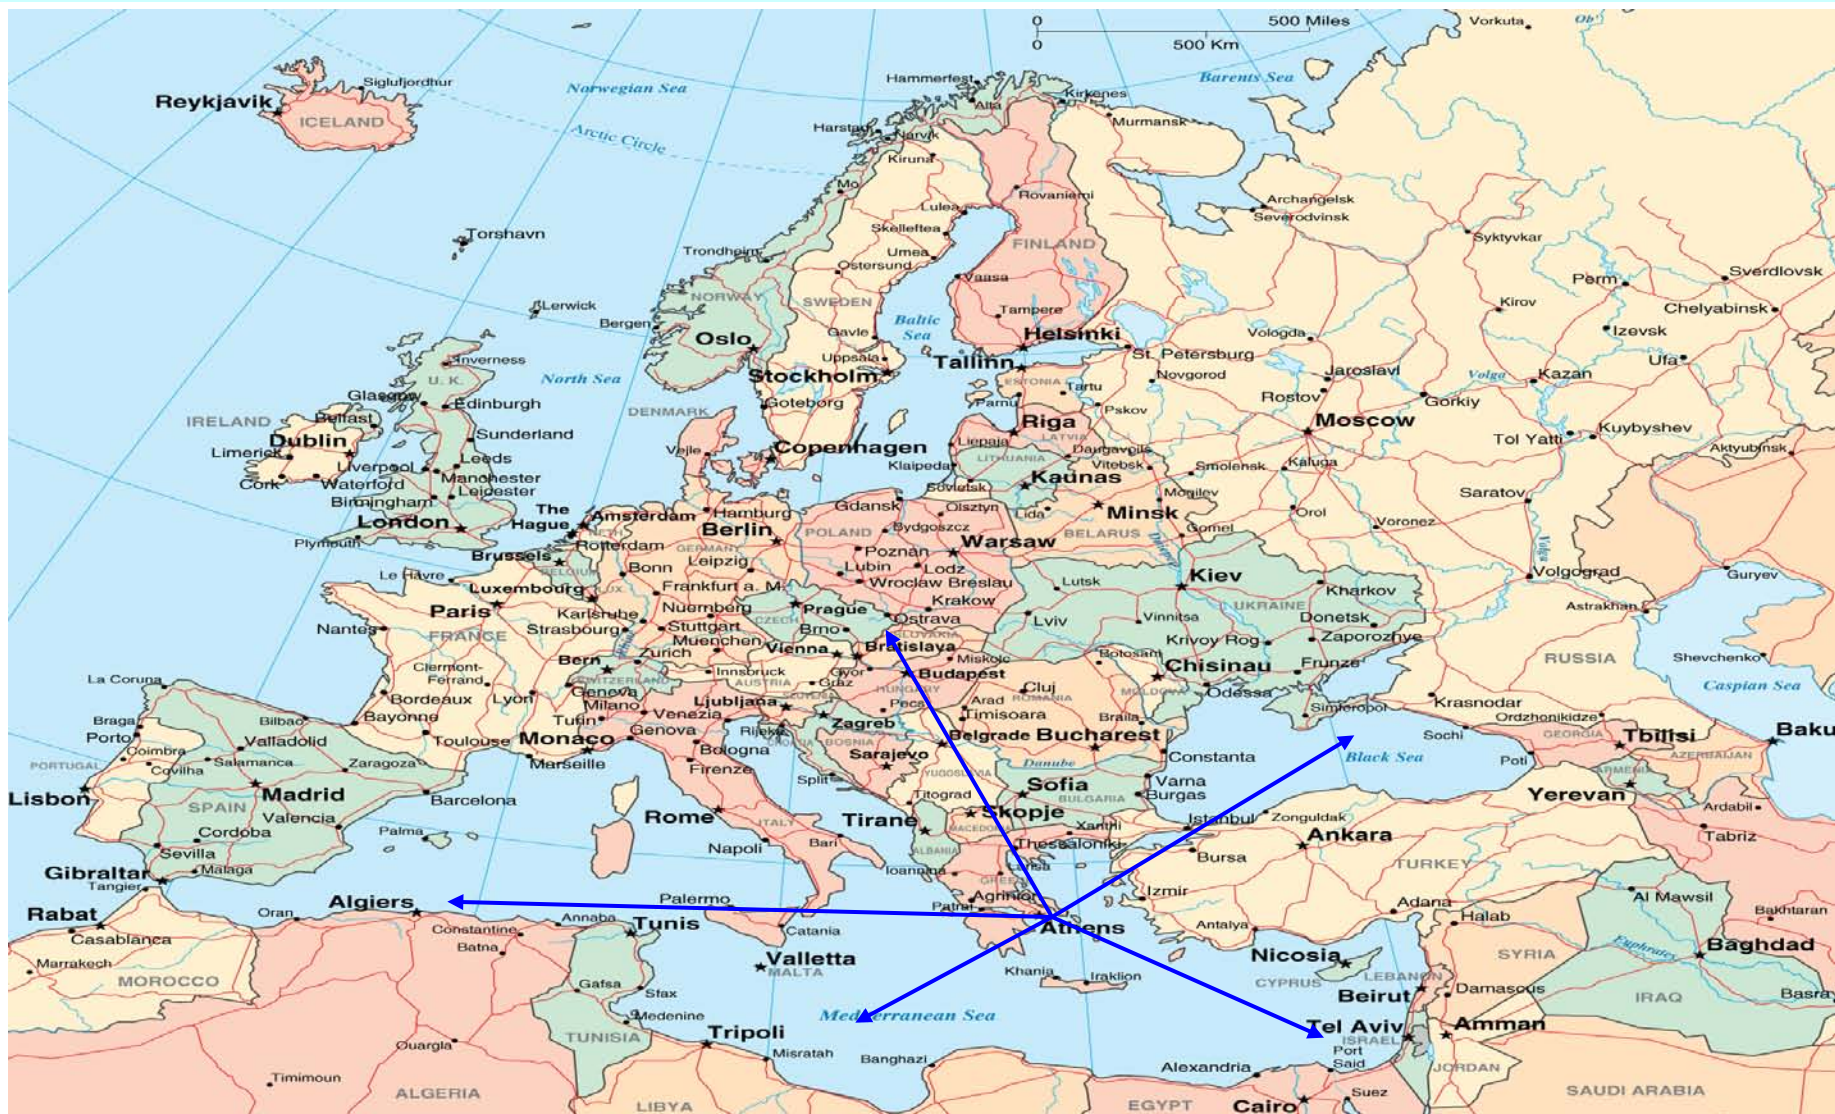 0 500 Miles
0 500 Km
Vorkuta
Ob'
Barents Sea
Norwegian Sea
Arctic Circle
Reykjavik
Siglufjordhur
ICELAND
Hammerfest
Alta
Kirkenes
Murmansk
Harstad
Narvik
Kiruna
Mo
Rovaniemi
Lulea
Archangelsk
Severodvinsk
Skelleftea
Syktyvkar
Torshavn
Trondheim
Umea
FINLAND
Ostersund
Vaasa
Perm
Sverdlovsk
NORWAY
SWEDEN
Lerwick
Bergen
Tampere
Kirov
Chelyabinsk
Baltic
Sea
Gavle
Helsinki
Vologda
Izevsk
Oslo
Uppsala
Tallinn
St. Petersburg
Ufa
Inverness
U. K.
North Sea
Stockholm
ESTONIA
Tartu
Novgorod
Jaroslavl
Volga
Kazan
Glasgow
Edinburgh
Goteborg
Parnu
Pskov
Rostov
Gorkiy
IRELAND
Belfast
DENMARK
Riga
Moscow
Dublin
Sunderland
Copenhagen
Liepaja
LATVIA
Daugavpils
Tol Yatti
Kuybyshev
Limerick
Leeds
Vejle
Klaipeda
LITHUANIA
Vitebsk
Smolensk
Kaluga
Aktyubinsk
Liverpool
Manchester
Cork
Waterford
Leidester
Birmingham
Sovietsk
Kaunas
Mogilev
Saratov
London
The
Hague
Amsterdam
Hamburg
Gdansk
Olsztyn
Lida
Minsk
Orol
Voronez
Plymouth
NETH.
Rotterdam
Berlin
POLAND
Bydgoszcz
BELARUS
Gomel
Dnepr
Volga
Brussels
BELGIUM
GERMANY
Leipzig
Poznan
Warsaw
Le Havre
Bonn
Lubin
Lodz
Kiev
Volgograd
Guryev
Luxembourg
LUX.
Frankfurt a. M.
Wroclaw Breslau
Lutsk
Kharkov
Paris
Karlsruhe
Nuernberg
Prague
Krakow
UKRAINE
Astrakhan
Nantes
FRANCE
Strasbourg
Stuttgart
CZECH
Ostrava
Lviv
Vinnitsa
Donetsk
Muenchen
Brno
SLOVAKIA
Krivoy Rog
Zaporozhye
Bern
Zurich
Vienna
Bratislava
Miskolc
Botosani
Chisinau
Frunze
RUSSIA
Shevchenko
Clermont-
Ferrand
Innsbruck
Gyor
Budapest
La Coruna
SWITZERLAND
AUSTRIA
Graz
HUNGARY
Cluj
MOLDOVA
Odessa
Caspian Sea
Bordeaux
Lyon
Geneva
Milano
SLOVENIA
Ljubljana
Pecs
Arad
ROMANIA
Simferopol
Krasnodar
Braga
Bilbao
Bayonne
Turin
Venezia
Zagreb
Timisoara
Braila
Ordzhonikidze
Porto
Valladolid
Toulouse
Monaco
Genova
Rijeka
Belgrade
Bucharest
Sochi
GEORGIA
Tbilisi
Baku
Coimbra
Salamanca
Zaragoza
Marseille
Bologna
CROATIA
BOSNIA
Sarajevo
Danube
Constanta
Black Sea
Poti
AZERBAIJAN
PORTUGAL
Covilha
Firenze
Split
YUGOSLAVIA
Sofia
Varna
ARMENIA
Lisbon
Madrid
Barcelona
Titograd
BULGARIA
Burgas
Yerevan
SPAIN
Valencia
Rome
Tirane
Skopje
Istanbul
Zonguldak
Ardabil
Cordoba
Palma
ITALY
MACEDONIA
Xanthi
Ankara
Tabriz
Sevilla
Napoli
Bari
ALBANIA
Thessaloniki
Bursa
TURKEY
Gibraltar
Malaga
Ioannina
Larisa
GREECE
Tangier
Algiers
Palermo
Agrinion
Izmir
Adana
Al Mawsil
Rabat
Oran
Annaba
Patrai
Halab
Bakhtaran
Casablanca
Constantine
Tunis
Catania
Athens
Antalya
Batna
Valletta
Nicosia
SYRIA
Euphrates
Baghdad
Marrakech
MOROCCO
MALTA
Khania
Iraklion
CYPRUS
LEBANON
Gafsa
Sfax
Beirut
Damascus
IRAQ
Basra
Medenine
Mediterranean Sea
TUNISIA
Tripoli
Tel Aviv
Amman
Ouargla
Misratah
Banghazi
ISRAEL
Port
Said
Alexandria
JORDAN
Timimoun
ALGERIA
LIBYA
EGYPT
Cairo
Suez
SAUDI ARABIA